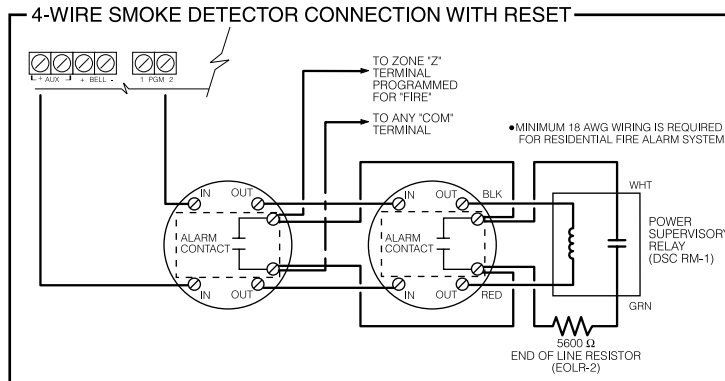 4-WIRE SMOKE DETECTOR CONNECTION WITH RESET
+ AUX - + BELL - 1 PGM 2
TO ZONE "Z"
TERMINAL
PROGRAMMED
FOR "FIRE"
TO ANY "COM"
TERMINAL
●MINIMUM 18 AWG WIRING IS REQUIRED
FOR RESIDENTIAL FIRE ALARM SYSTEM
IN OUT IN OUT BLK WHT
ALARM
CONTACT
ALARM
CONTACT
POWER
SUPERVISORY
RELAY
(DSC RM-1)
IN OUT IN OUT RED GRN
5600 Ω
END OF LINE RESISTOR
(EOLR-2)